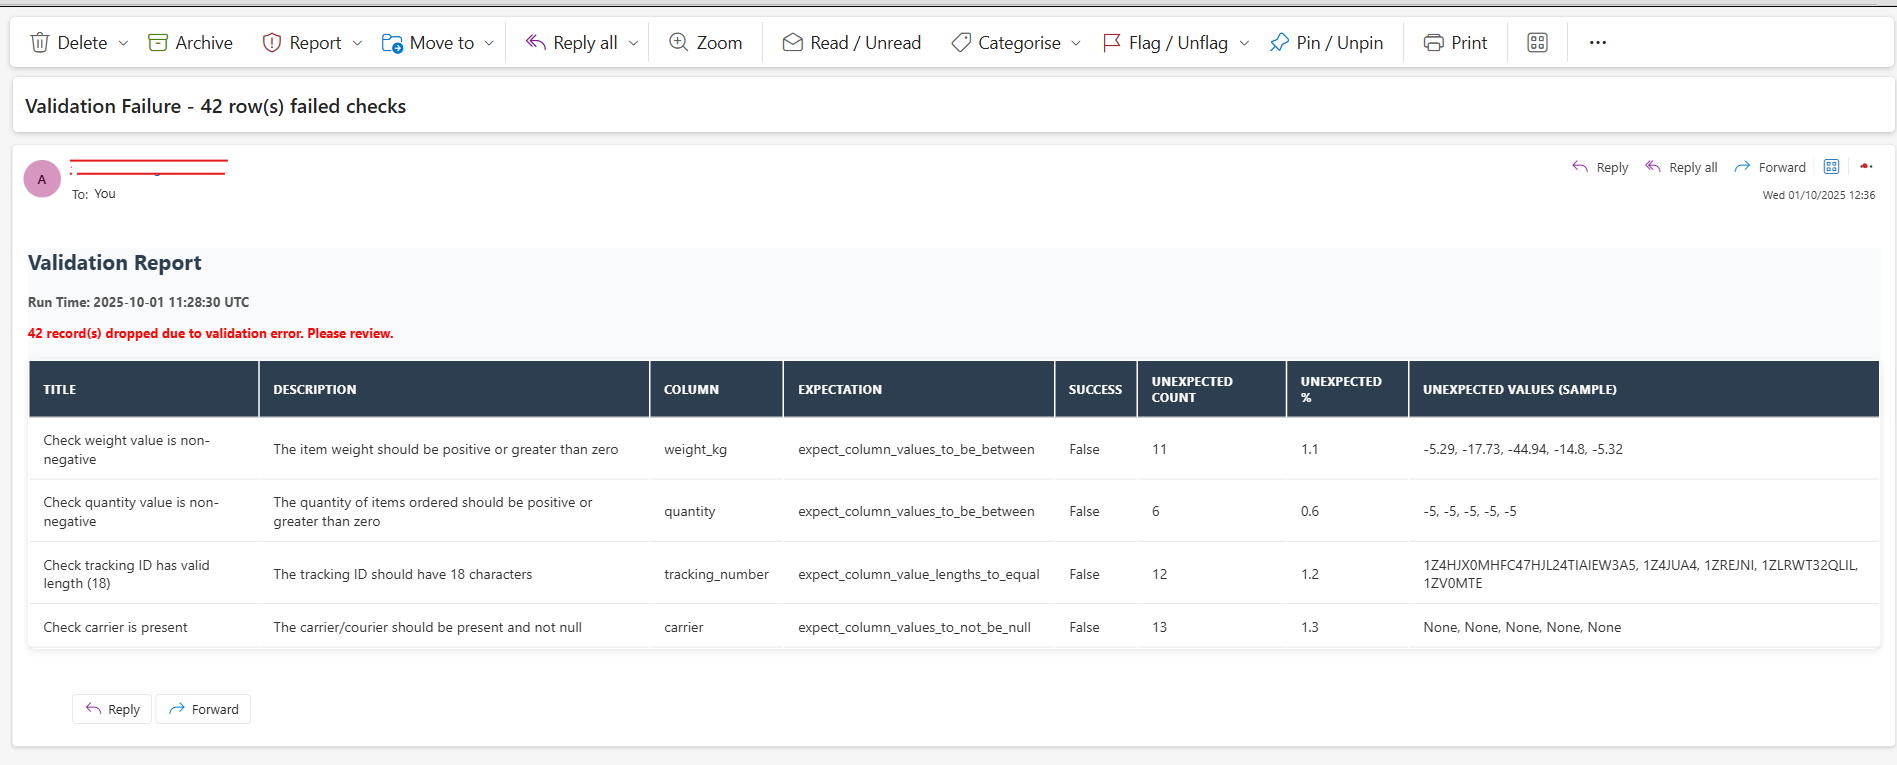 Delete Archive Report Move to Reply all Zoom Read / Unread Categorise Flag / Unflag Pin / Unpin Print ...
Validation Failure - 42 row(s) failed checks
A
Reply Reply all Forward
To: You
Wed 01/10/2025 12:36
Validation Report
Run Time: 2025-10-01 11:28:30 UTC
42 record(s) dropped due to validation error. Please review.
TITLE DESCRIPTION COLUMN EXPECTATION SUCCESS UNEXPECTED COUNT UNEXPECTED % UNEXPECTED VALUES (SAMPLE)
Check weight value is non-negative The item weight should be positive or greater than zero weight_kg expect_column_values_to_be_between False 11 1.1 -5.29, -17.73, -44.94, -14.8, -5.32
Check quantity value is non-negative The quantity of items ordered should be positive or greater than zero quantity expect_column_values_to_be_between False 6 0.6 -5, -5, -5, -5, -5
Check tracking ID has valid length (18) The tracking ID should have 18 characters tracking_number expect_column_value_lengths_to_equal False 12 1.2 1Z4HJX0MHFC47HJL24TIAIEW3A5, 1Z4JUA4, 1ZREJNI, 1ZLRWT32QLIL, 1ZV0MTE
Check carrier is present The carrier/courier should be present and not null carrier expect_column_values_to_not_be_null False 13 1.3 None, None, None, None, None
Reply Forward